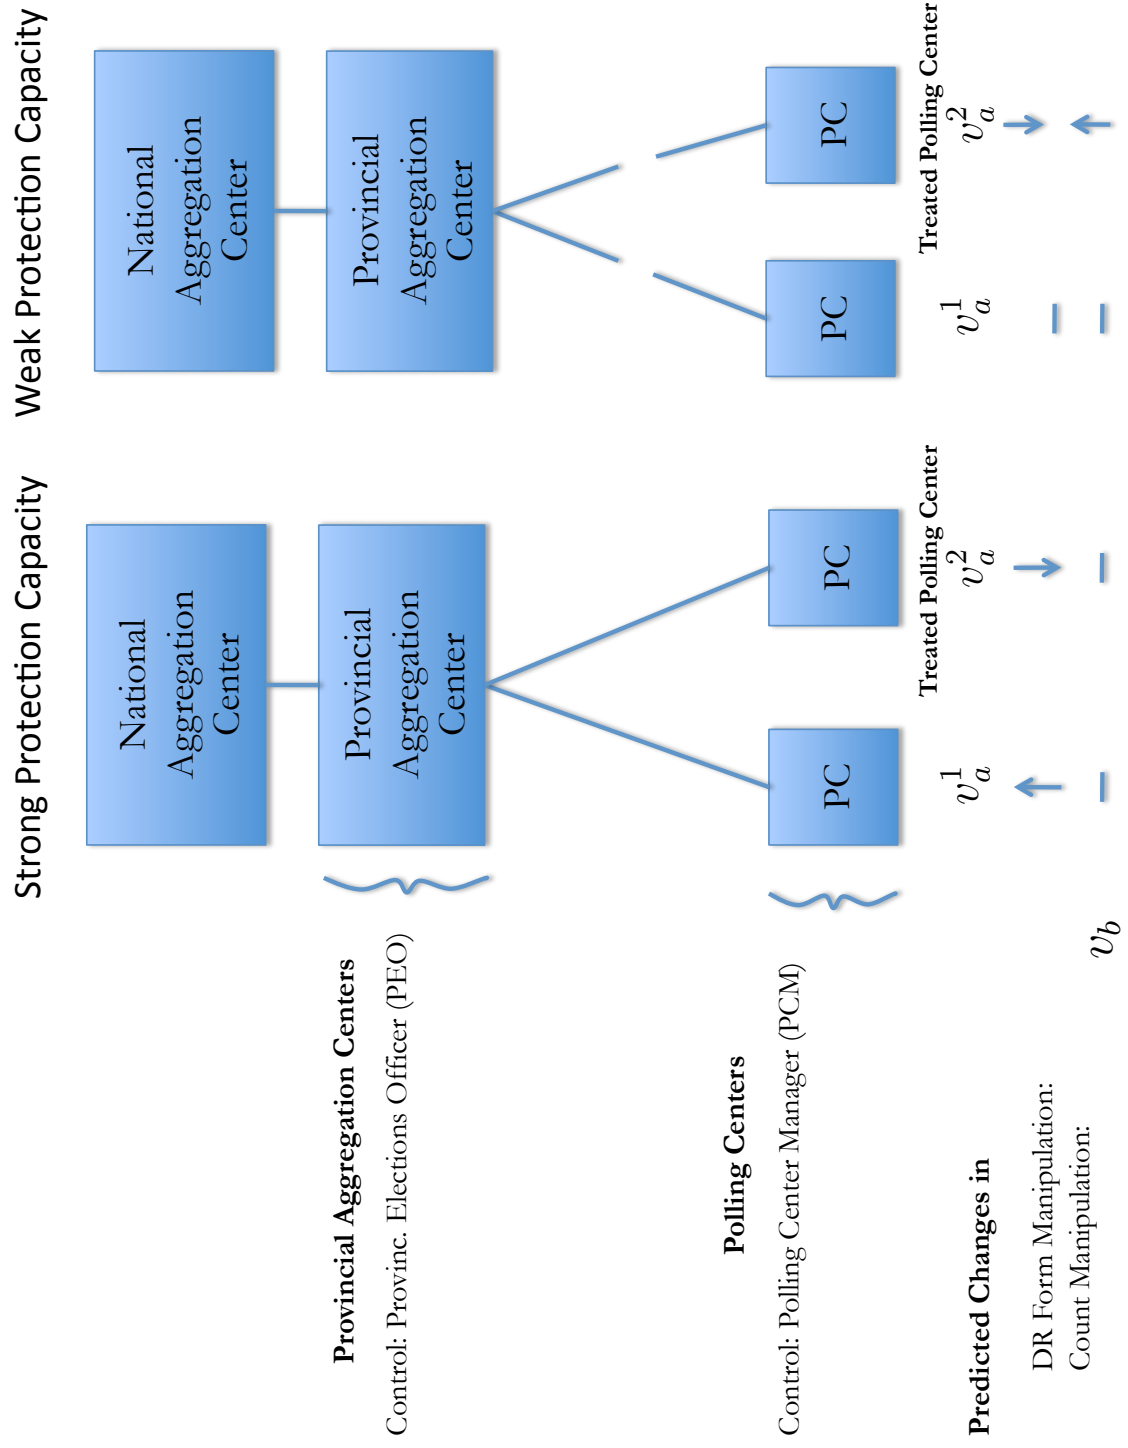 Strong Protection Capacity
Weak Protection Capacity
National
Aggregation
Center
National
Aggregation
Center
Provincial Aggregation Centers
Control: Provinc. Elections Officer (PEO)
Provincial
Aggregation
Center
Provincial
Aggregation
Center
Polling Centers
Control: Polling Center Manager (PCM)
PC
PC
PC
PC
Treated Polling Center
Treated Polling Center
Predicted Changes in
v_a^1
v_a^2
v_a^1
v_a^2
DR Form Manipulation:
Count Manipulation:
v_b